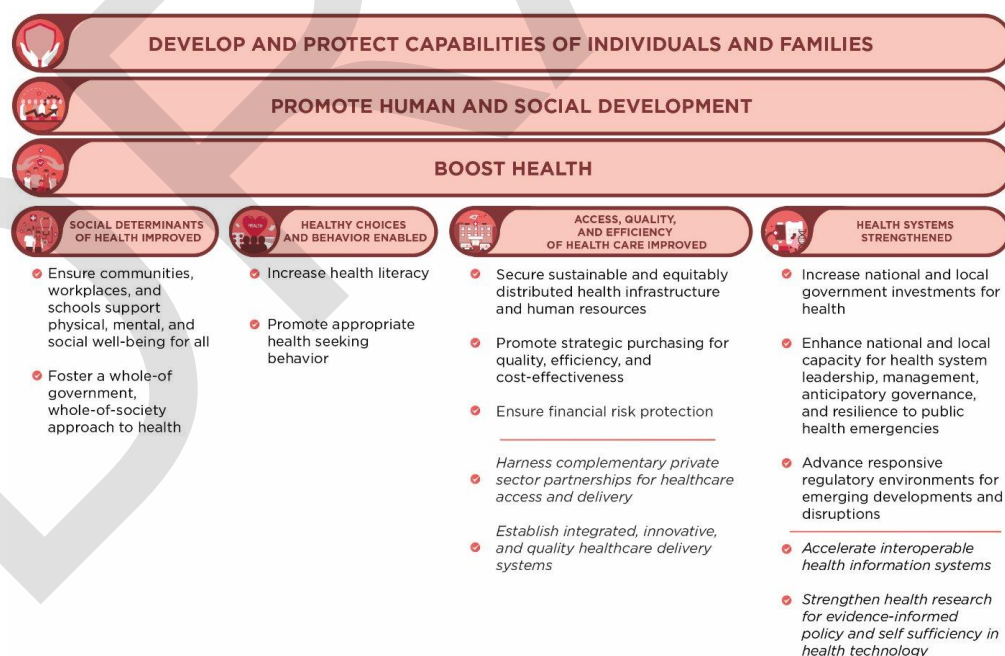 DEVELOP AND PROTECT CAPABILITIES OF INDIVIDUALS AND FAMILIES
PROMOTE HUMAN AND SOCIAL DEVELOPMENT
BOOST HEALTH
SOCIAL DETERMINANTS
OF HEALTH IMPROVED
Ensure communities,
workplaces, and
schools support
physical, mental, and
social well-being for all
Foster a whole-of
government,
whole-of-society
approach to health
HEALTH
HEALTHY CHOICES
AND BEHAVIOR ENABLED
Increase health literacy
Promote appropriate
health seeking
behavior
ACCESS, QUALITY,
AND EFFICIENCY
OF HEALTH CARE IMPROVED
Secure sustainable and equitably
distributed health infrastructure
and human resources
Promote strategic purchasing for
quality, efficiency, and
cost-effectiveness
Ensure financial risk protection
Harness complementary private
sector partnerships for healthcare
access and delivery
Establish integrated, innovative,
and quality healthcare delivery
systems
HEALTH SYSTEMS
STRENGTHENED
Increase national and local
government investments for
health
Enhance national and local
capacity for health system
leadership, management,
anticipatory governance,
and resilience to public
health emergencies
Advance responsive
regulatory environments for
emerging developments and
disruptions
Accelerate interoperable
health information systems
Strengthen health research
for evidence-informed
policy and self sufficiency in
health technology